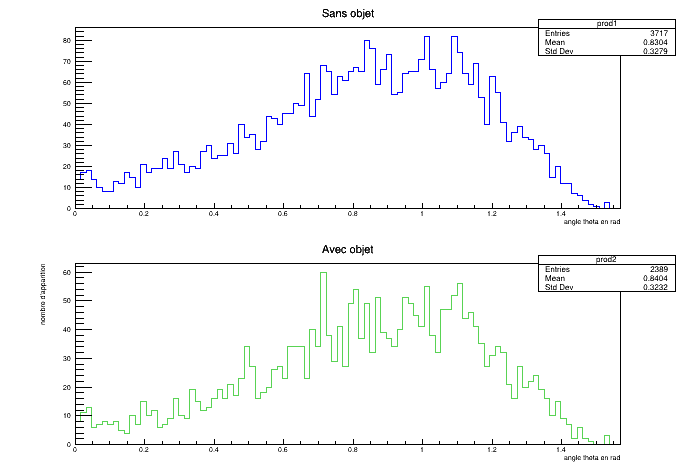 Sans objet
prod1
Entries 3717
Mean 0.8304
Std Dev 0.3279
80
70
60
50
40
30
20
10
0
0 0.2 0.4 0.6 0.8 1 1.2 1.4
angle theta en rad
Avec objet
prod2
Entries 2389
Mean 0.8404
Std Dev 0.3232
nombre d'apparition
60
50
40
30
20
10
0
0 0.2 0.4 0.6 0.8 1 1.2 1.4
angle theta en rad